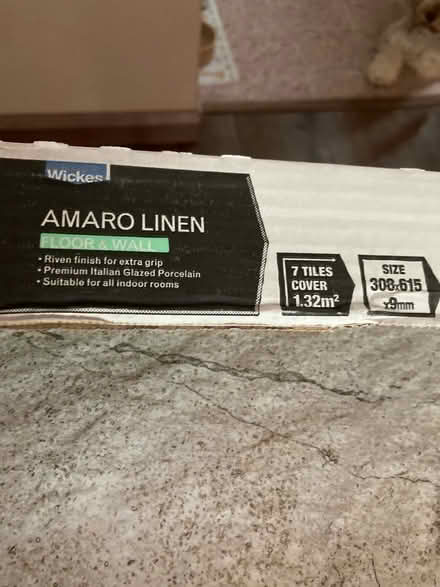 Wickes
AMARO LINEN
FLOOR & WALL
• Riven finish for extra grip
• Premium Italian Glazed Porcelain
• Suitable for all indoor rooms
7 TILES
COVER
1.32m²
SIZE
308x615
x9mm